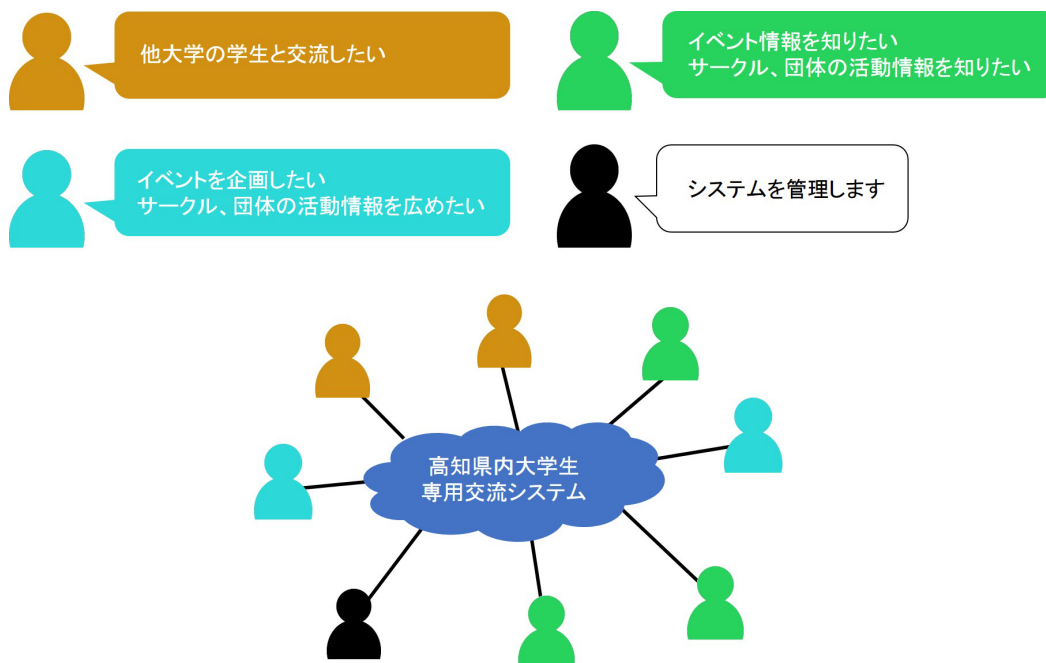 他大学の学生と交流したい
イベント情報を知りたい
サークル、団体の活動情報を知りたい
イベントを企画したい
サークル、団体の活動情報を広めたい
システムを管理します
高知県内大学生
専用交流システム